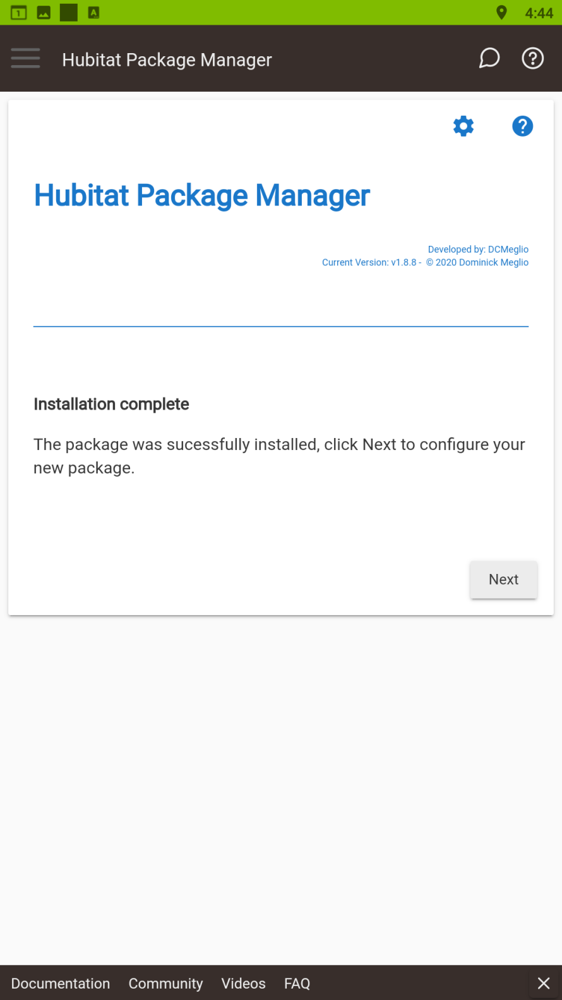 4:44
Hubitat Package Manager
Hubitat Package Manager
Developed by: DCMeglio
Current Version: v1.8.8 - © 2020 Dominick Meglio
Installation complete
The package was sucessfully installed, click Next to configure your
new package.
Next
Documentation Community Videos FAQ